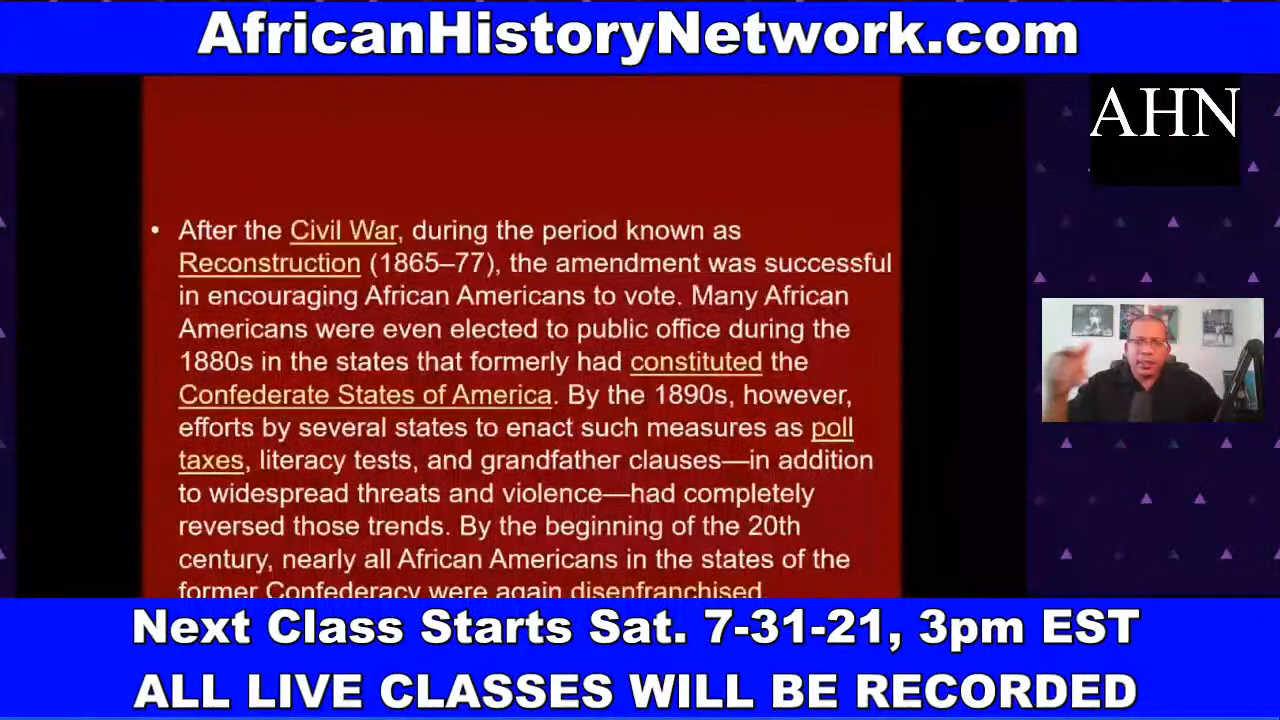 AfricanHistoryNetwork.com
AHN
• After the Civil War, during the period known as
Reconstruction (1865–77), the amendment was successful
in encouraging African Americans to vote. Many African
Americans were even elected to public office during the
1880s in the states that formerly had constituted the
Confederate States of America. By the 1890s, however,
efforts by several states to enact such measures as poll
taxes, literacy tests, and grandfather clauses—in addition
to widespread threats and violence—had completely
reversed those trends. By the beginning of the 20th
century, nearly all African Americans in the states of the
former Confederacy were again disenfranchised.
Next Class Starts Sat. 7-31-21, 3pm EST
ALL LIVE CLASSES WILL BE RECORDED